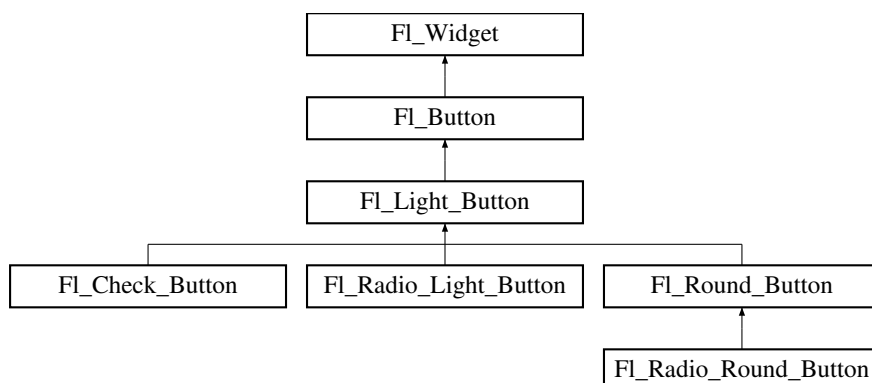 Fl_Widget
Fl_Button
Fl_Light_Button
Fl_Check_Button
Fl_Radio_Light_Button
Fl_Round_Button
Fl_Radio_Round_Button